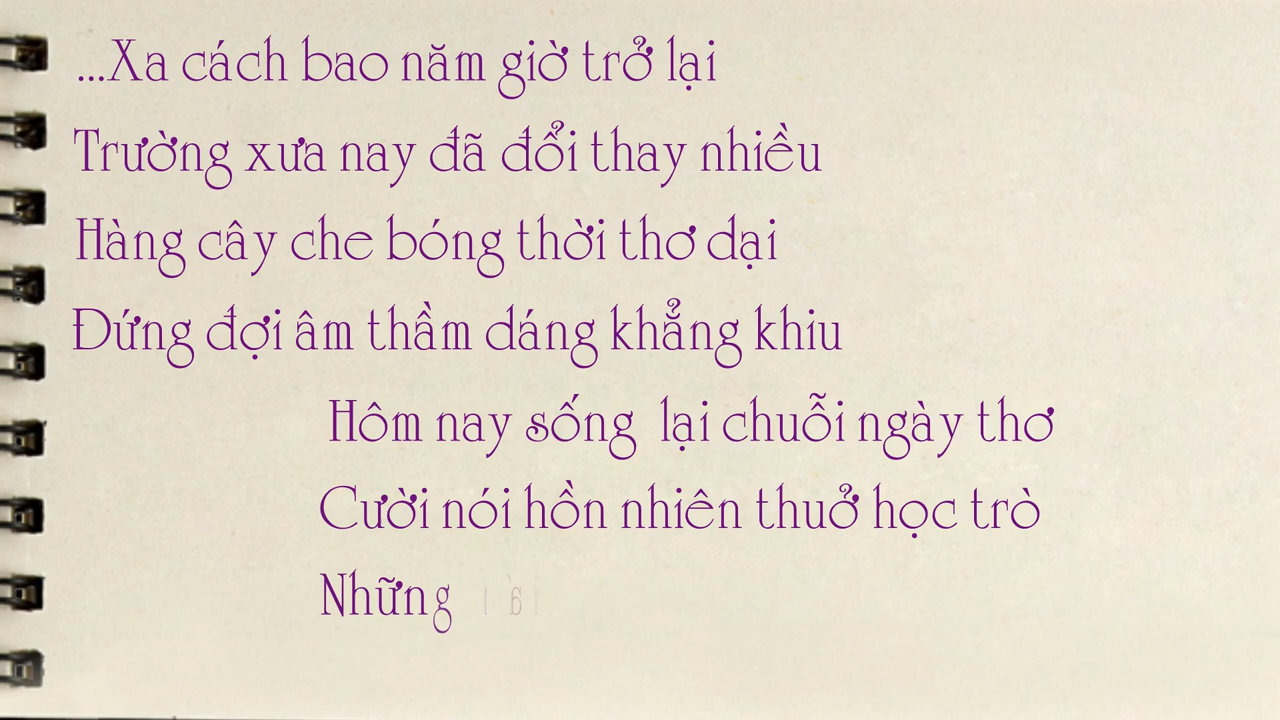 ...Xa cách bao năm giờ trở lại
Trường xưa nay đã đổi thay nhiều
Hàng cây che bóng thời thơ dại
Đứng đợi âm thầm dáng khẳng khiu
Hôm nay sống lại chuỗi ngày thơ
Cười nói hồn nhiên thuở học trò
Những